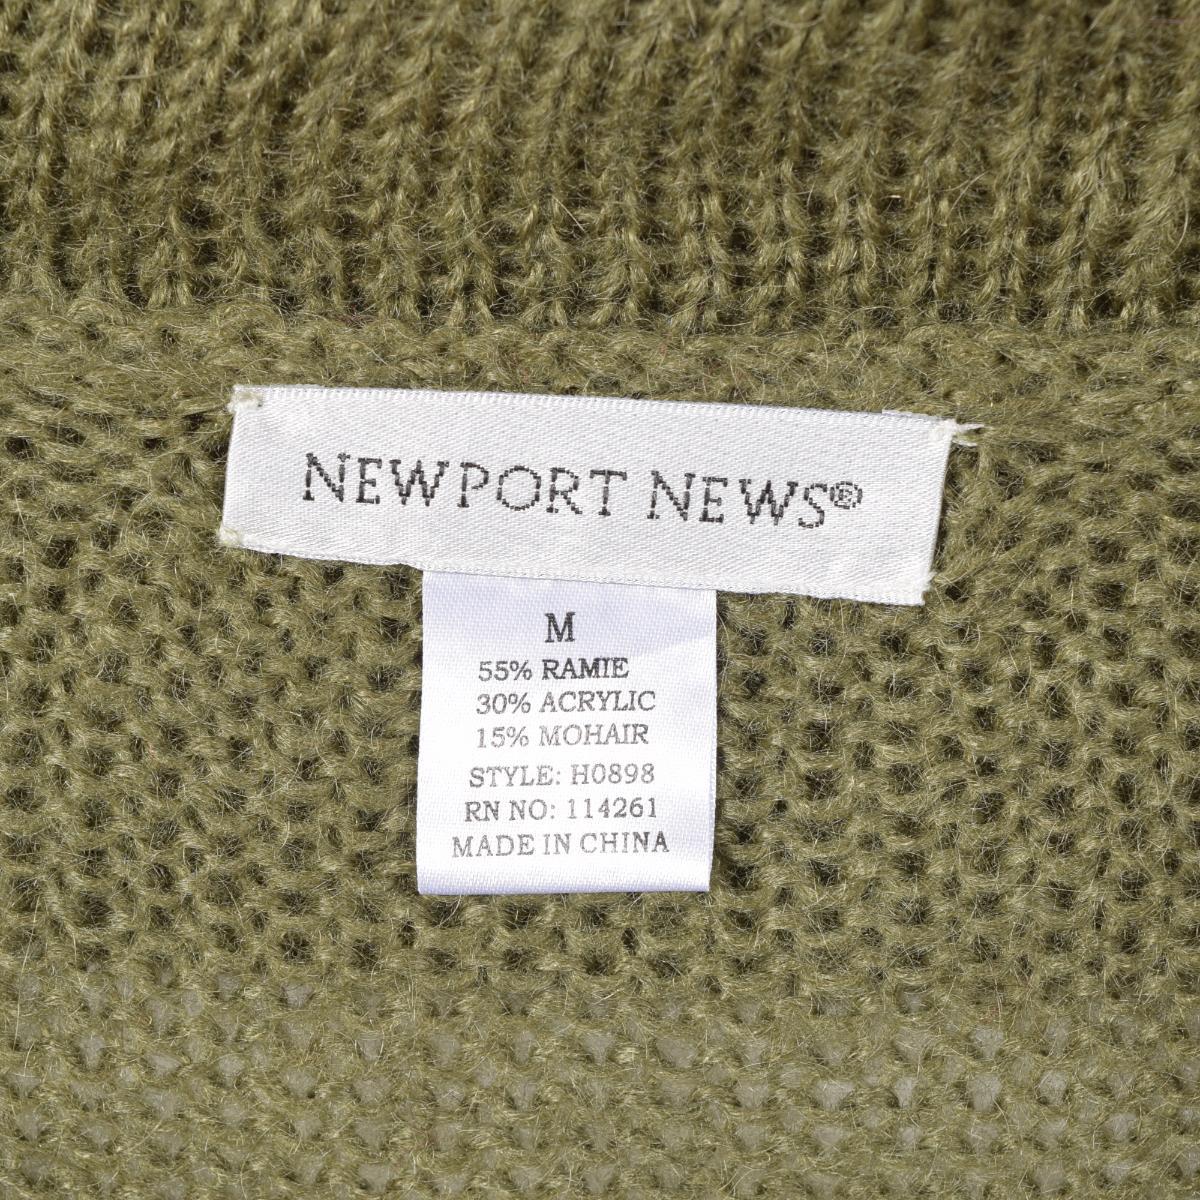 NEWPORT NEWS®
M
55% RAMIE
30% ACRYLIC
15% MOHAIR
STYLE: H0898
RN NO: 114261
MADE IN CHINA